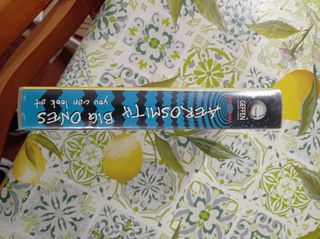 GEFFEN
AEROSMITH BIG ONES
you can look at